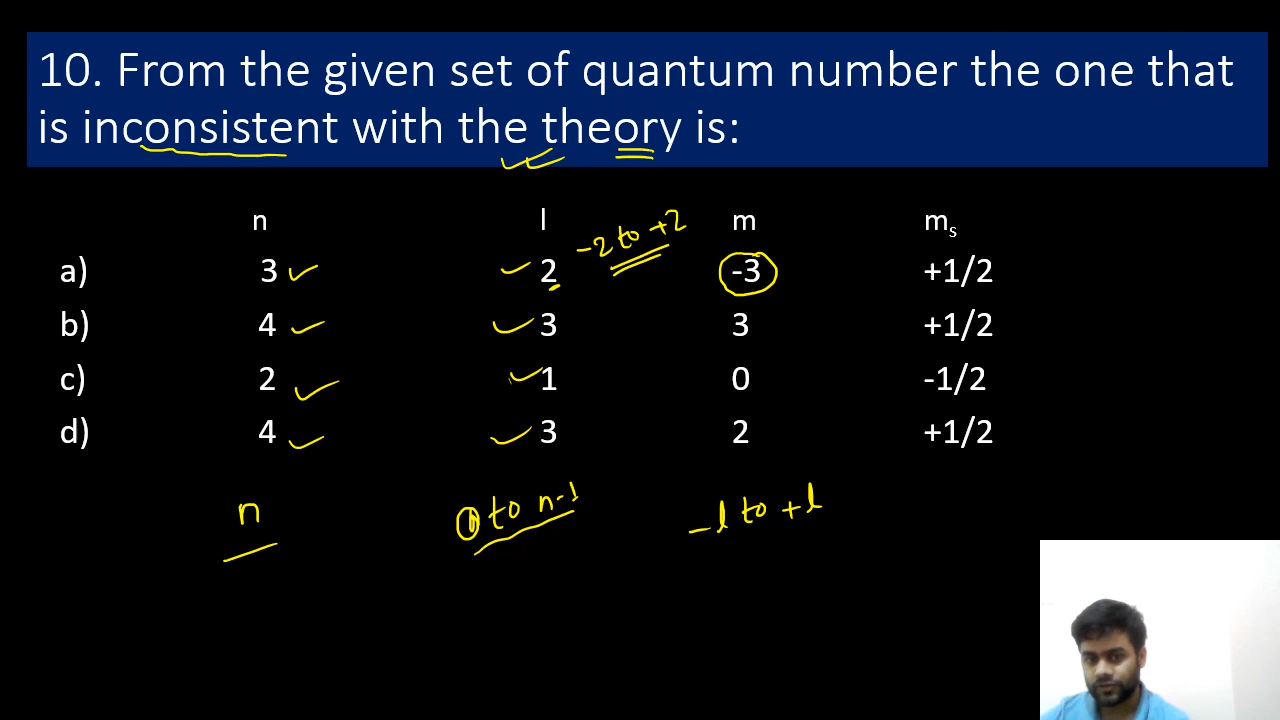 10. From the given set of quantum number the one that
is inconsistent with the theory is:
n l m ms
-2 to +2
a) 3 2 -3 +1/2
b) 4 3 3 +1/2
c) 2 1 0 -1/2
d) 4 3 2 +1/2
n to n-1 -l to +l